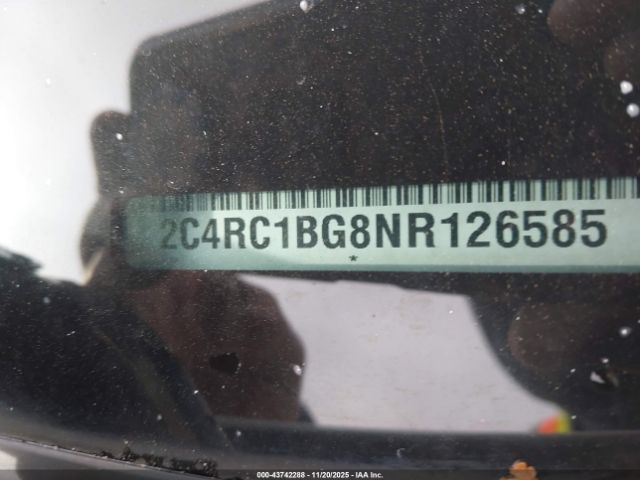 2C4RC1BG8NR126585
*
000-43742288 - 11/20/2025 - IAA Inc.